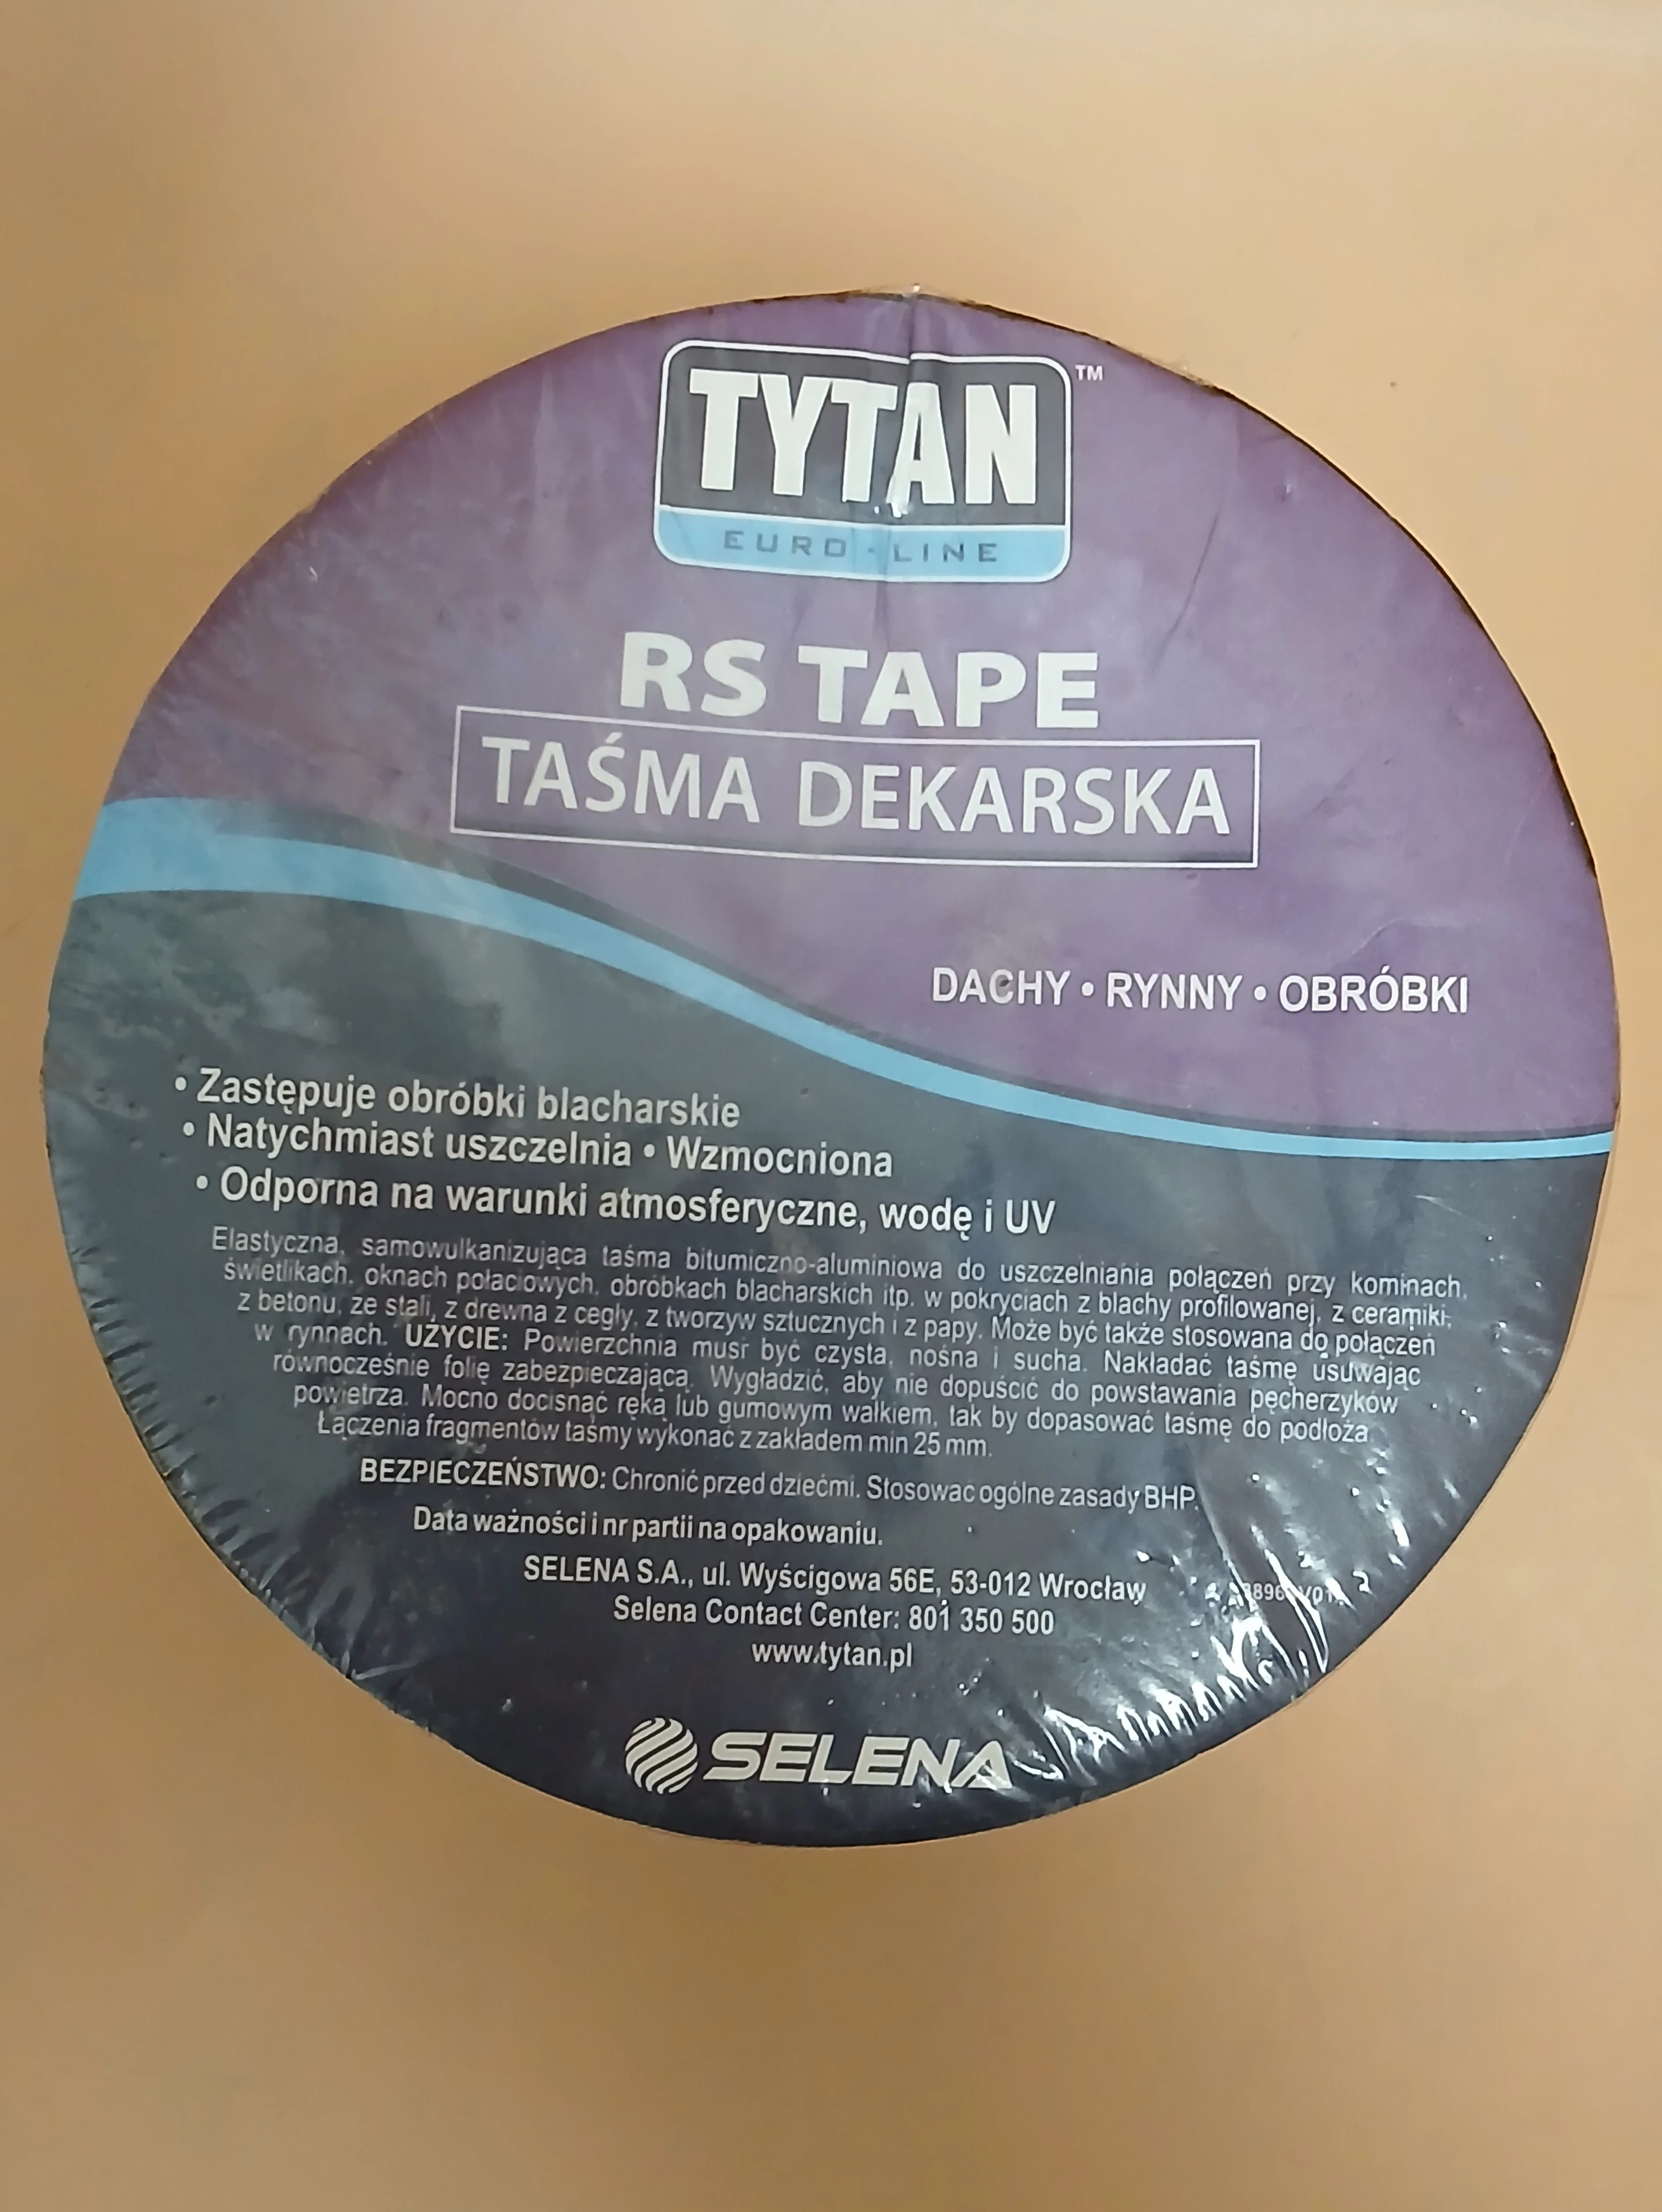 TYTAN
TM
EURO-LINE
RS TAPE
TAŚMA DEKARSKA
DACHY • RYNNY • OBRÓBKI
• Zastępuje obróbki blacharskie
• Natychmiast uszczelnia • Wzmocniona
• Odporna na warunki atmosferyczne, wodę i UV
Elastyczna, samowulkanizująca taśma bitumiczno-aluminiowa do uszczelniania połączeń przy kominach,
świetlikach, oknach połaciowych, obróbkach blacharskich itp. w pokryciach z blachy profilowanej, z ceramiki,
z betonu, ze stali, z drewna z cegły, z tworzyw sztucznych i z papy. Może być także stosowana do połączeń
w rynnach. UŻYCIE: Powierzchnia musi być czysta, nośna i sucha. Nakładać taśmę usuwając
równocześnie folię zabezpieczającą. Wygładzić, aby nie dopuścić do powstawania pęcherzyków
powietrza. Mocno docisnąć ręką lub gumowym wałkiem, tak by dopasować taśmę do podłoża
Łączenia fragmentów taśmy wykonać z zakładem min 25 mm.
BEZPIECZEŃSTWO: Chronić przed dziećmi. Stosować ogólne zasady BHP.
Data ważności i nr partii na opakowaniu.
SELENA S.A., ul. Wyścigowa 56E, 53-012 Wrocław
Selena Contact Center: 801 350 500
www.tytan.pl
SELENA